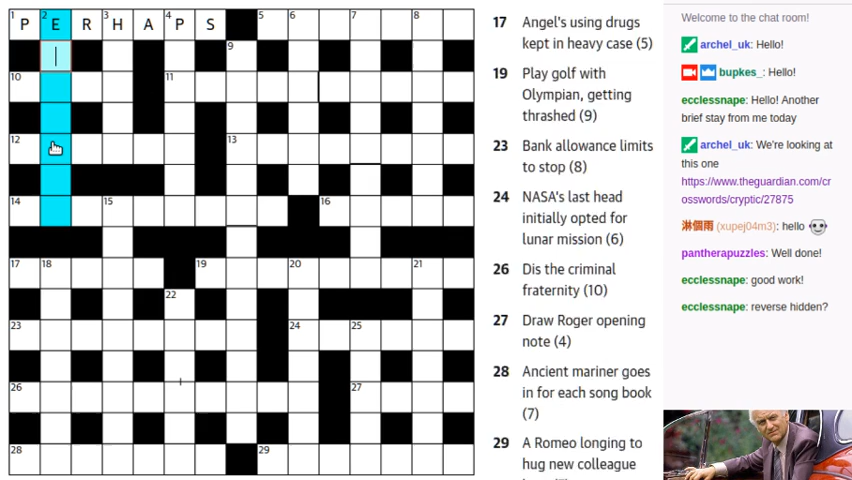 1 2 3 4 5 6 7 8
P E R H A P S
9
10 11
12 13
14 15 16
17 18 19 20 21
22
23 24 25
26 27
28 29
17 Angel's using drugs
kept in heavy case (5)
19 Play golf with
Olympian, getting
thrashed (9)
23 Bank allowance limits
to stop (8)
24 NASA's last head
initially opted for
lunar mission (6)
26 Dis the criminal
fraternity (10)
27 Draw Roger opening
note (4)
28 Ancient mariner goes
in for each song book
(7)
29 A Romeo longing to
hug new colleague
Welcome to the chat room!
archel_uk: Hello!
bupkes_: Hello!
ecclessnape: Hello! Another
brief stay from me today
archel_uk: We're looking at
this one
https://www.theguardian.com/cr
osswords/cryptic/27875
淋個雨 (xupej04m3): hello
pantherapuzzles: Well done!
ecclessnape: good work!
ecclessnape: reverse hidden?